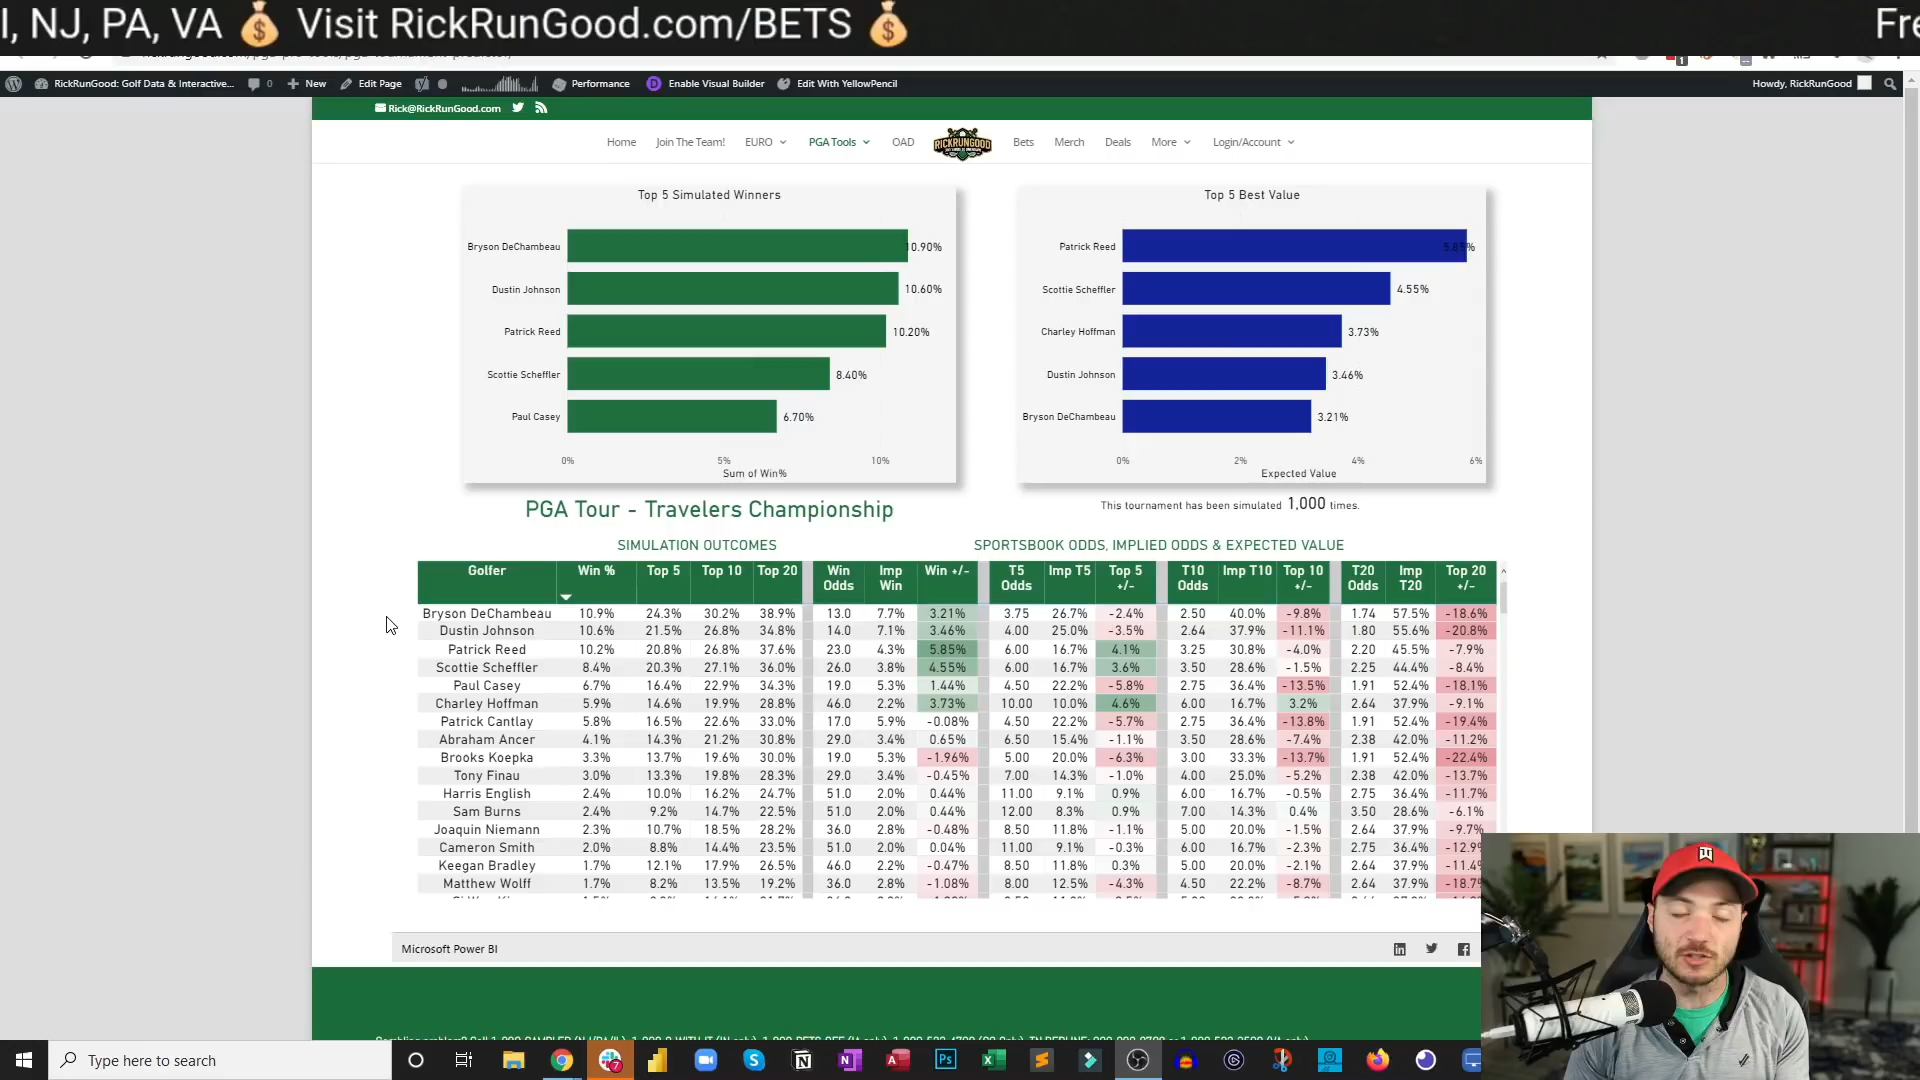 I, NJ, PA, VA 💰 Visit RickRunGood.com/BETS 💰 Fre
RickRunGood: Golf Data & Interactive... 0 New Edit Page Performance Enable Visual Builder Edit With YellowPencil Howdy, RickRunGood
Rick@RickRunGood.com
Home Join The Team! EURO PGA Tools OAD RICKRUNGOOD Bets Merch Deals More Login/Account
Top 5 Simulated Winners
Bryson DeChambeau 10.90%
Dustin Johnson 10.60%
Patrick Reed 10.20%
Scottie Scheffler 8.40%
Paul Casey 6.70%
0% 5% 10%
Sum of Win%
Top 5 Best Value
Patrick Reed 5.85%
Scottie Scheffler 4.55%
Charley Hoffman 3.73%
Dustin Johnson 3.46%
Bryson DeChambeau 3.21%
0% 2% 4% 6%
Expected Value
PGA Tour - Travelers Championship
This tournament has been simulated 1,000 times.
SIMULATION OUTCOMES SPORTSBOOK ODDS, IMPLIED ODDS & EXPECTED VALUE
Golfer Win % Top 5 Top 10 Top 20 Win Odds Imp Win Win +/- T5 Odds Imp T5 Top 5 +/- T10 Odds Imp T10 Top 10 +/- T20 Odds Imp T20 Top 20 +/-
Bryson DeChambeau 10.9% 24.3% 30.2% 38.9% 13.0 7.7% 3.21% 3.75 26.7% -2.4% 2.50 40.0% -9.8% 1.74 57.5% -18.6%
Dustin Johnson 10.6% 21.5% 26.8% 34.8% 14.0 7.1% 3.46% 4.00 25.0% -3.5% 2.64 37.9% -11.1% 1.80 55.6% -20.8%
Patrick Reed 10.2% 20.8% 26.8% 37.6% 23.0 4.3% 5.85% 6.00 16.7% 4.1% 3.25 30.8% -4.0% 2.20 45.5% -7.9%
Scottie Scheffler 8.4% 20.3% 27.1% 36.0% 26.0 3.8% 4.55% 6.00 16.7% 3.6% 3.50 28.6% -1.5% 2.25 44.4% -8.4%
Paul Casey 6.7% 16.4% 22.9% 34.3% 19.0 5.3% 1.44% 4.50 22.2% -5.8% 2.75 36.4% -13.5% 1.91 52.4% -18.1%
Charley Hoffman 5.9% 14.6% 19.9% 28.8% 46.0 2.2% 3.73% 10.00 10.0% 4.6% 6.00 16.7% 3.2% 2.64 37.9% -9.1%
Patrick Cantlay 5.8% 16.5% 22.6% 33.0% 17.0 5.9% -0.08% 4.50 22.2% -5.7% 2.75 36.4% -13.8% 1.91 52.4% -19.4%
Abraham Ancer 4.1% 14.3% 21.2% 30.8% 29.0 3.4% 0.65% 6.50 15.4% -1.1% 3.50 28.6% -7.4% 2.38 42.0% -11.2%
Brooks Koepka 3.3% 13.7% 19.6% 30.0% 19.0 5.3% -1.96% 5.00 20.0% -6.3% 3.00 33.3% -13.7% 1.91 52.4% -22.4%
Tony Finau 3.0% 13.3% 19.8% 28.3% 29.0 3.4% -0.45% 7.00 14.3% -1.0% 4.00 25.0% -5.2% 2.38 42.0% -13.7%
Harris English 2.4% 10.0% 16.2% 24.7% 51.0 2.0% 0.44% 11.00 9.1% 0.9% 6.00 16.7% -0.5% 2.75 36.4% -11.7%
Sam Burns 2.4% 9.2% 14.7% 22.5% 51.0 2.0% 0.44% 12.00 8.3% 0.9% 7.00 14.3% 0.4% 3.50 28.6% -6.1%
Joaquin Niemann 2.3% 10.7% 18.5% 28.2% 36.0 2.8% -0.48% 8.50 11.8% -1.1% 5.00 20.0% -1.5% 2.64 37.9% -9.7%
Cameron Smith 2.0% 8.8% 14.4% 23.5% 51.0 2.0% 0.04% 11.00 9.1% -0.3% 6.00 16.7% -2.3% 2.75 36.4% -12.9%
Keegan Bradley 1.7% 12.1% 17.9% 26.5% 46.0 2.2% -0.47% 8.50 11.8% 0.3% 5.00 20.0% -2.1% 2.64 37.9% -11.4%
Matthew Wolff 1.7% 8.2% 13.5% 19.2% 36.0 2.8% -1.08% 8.00 12.5% -4.3% 4.50 22.2% -8.7% 2.64 37.9% -18.7%
Microsoft Power BI
Type here to search